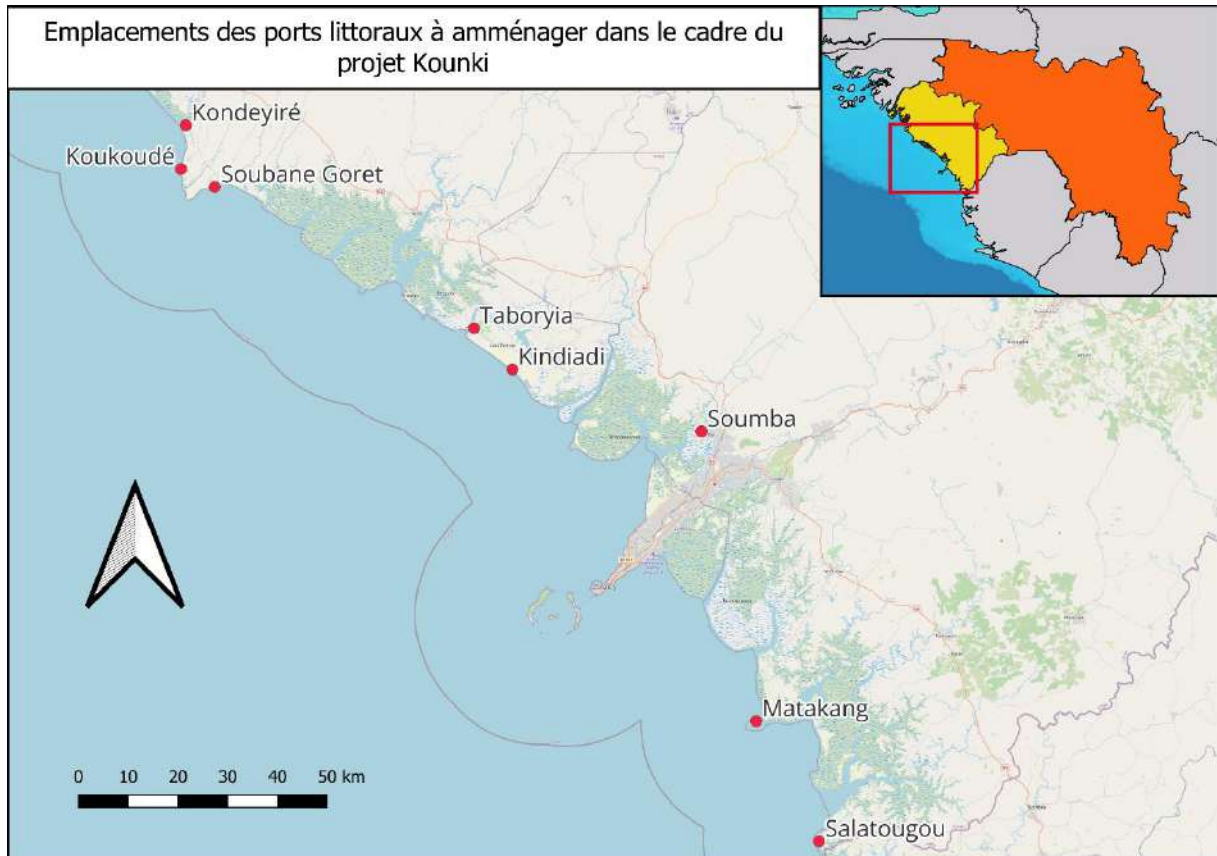 Emplacements des ports littoraux à amménager dans le cadre du
projet Kounki
Kondeyiré
Koukoudé
Soubane Goret
Taboryia
Kindiadi
Soumba
Matakang
Salatougou
0 10 20 30 40 50 km